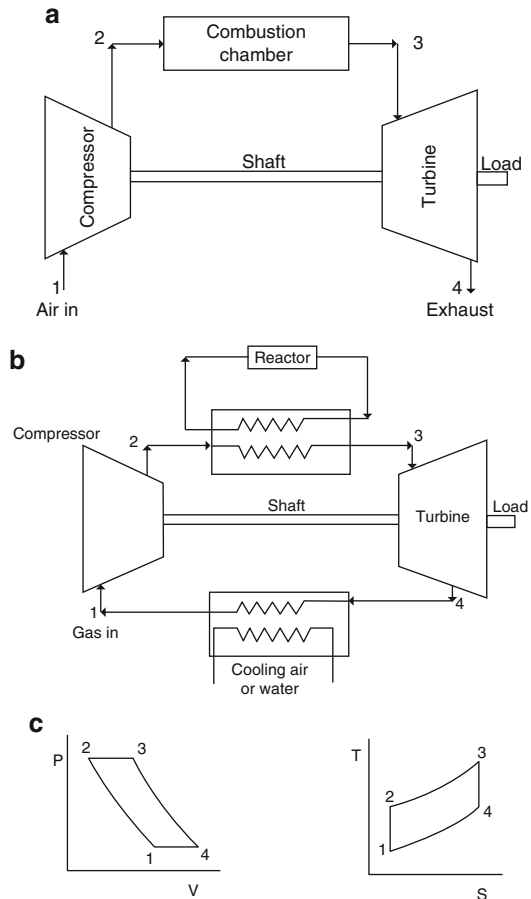 a
2
Combustion
chamber
3
Compressor
Shaft
Turbine
Load
1
Air in
4
Exhaust
b
Reactor
Compressor
2
3
Shaft
Turbine
Load
1
Gas in
4
Cooling air
or water
c
P
2
3
1
4
V
T
3
2
4
1
S